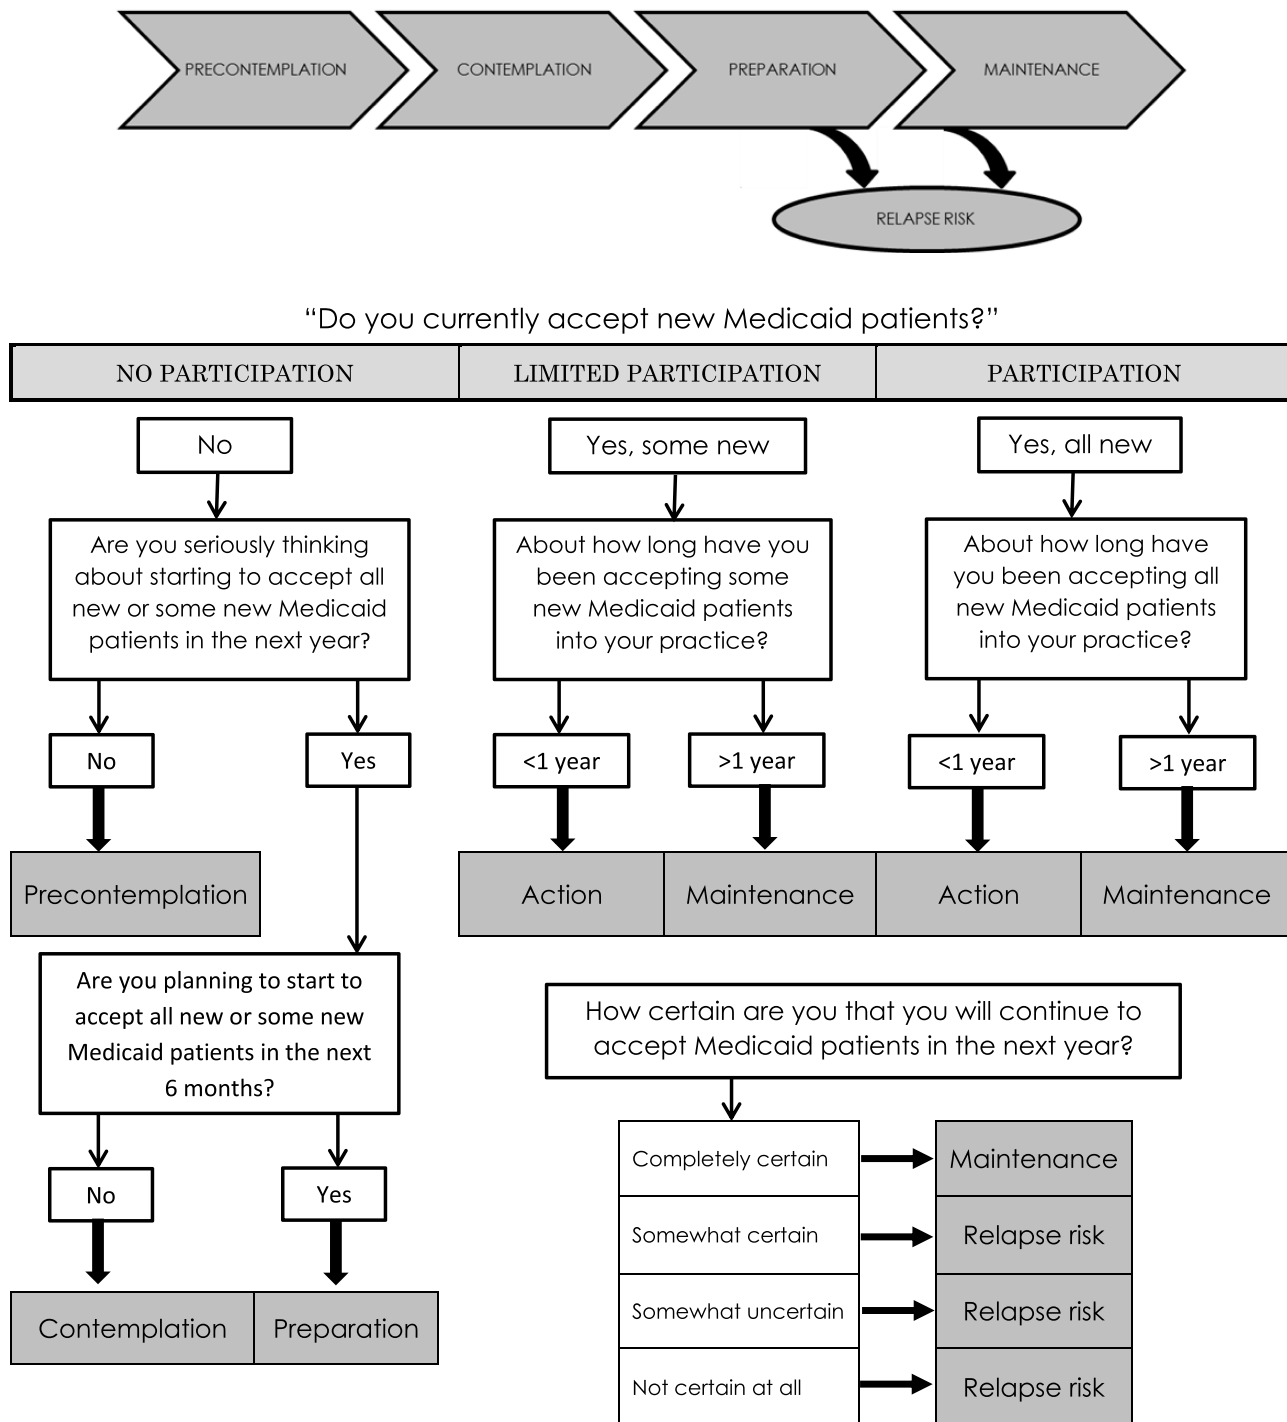 PRECONTEMPLATION
CONTEMPLATION
PREPARATION
MAINTENANCE
RELAPSE RISK
“Do you currently accept new Medicaid patients?”
NO PARTICIPATION
LIMITED PARTICIPATION
PARTICIPATION
No
Yes, some new
Yes, all new
Are you seriously thinking
about starting to accept all
new or some new Medicaid
patients in the next year?
About how long have you
been accepting some
new Medicaid patients
into your practice?
About how long have
you been accepting all
new Medicaid patients
into your practice?
No
Yes
<1 year
>1 year
<1 year
>1 year
Precontemplation
Action
Maintenance
Action
Maintenance
Are you planning to start to
accept all new or some new
Medicaid patients in the next
6 months?
No
Yes
Contemplation
Preparation
How certain are you that you will continue to
accept Medicaid patients in the next year?
Completely certain
Maintenance
Somewhat certain
Relapse risk
Somewhat uncertain
Relapse risk
Not certain at all
Relapse risk